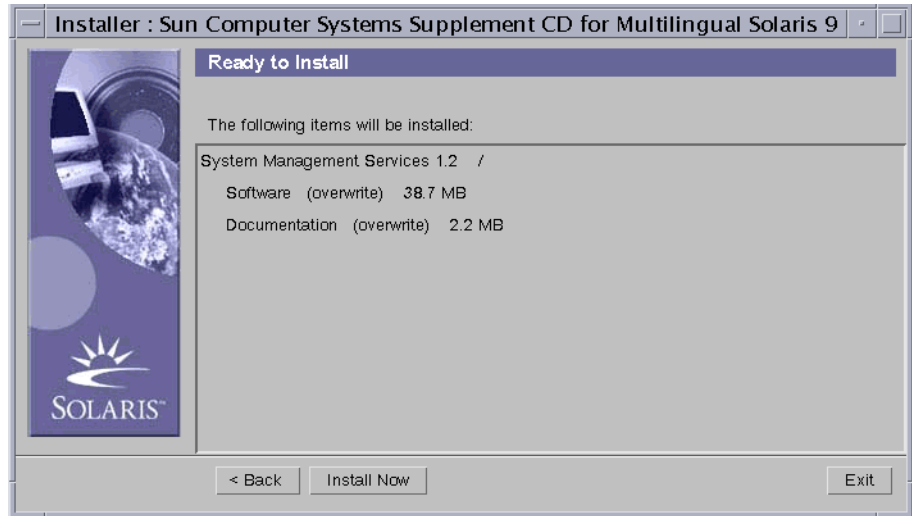 Installer : Sun Computer Systems Supplement CD for Multilingual Solaris 9
Ready to Install
The following items will be installed:
System Management Services 1.2 /
Software (overwrite) 38.7 MB
Documentation (overwrite) 2.2 MB
SOLARIS™
< Back
Install Now
Exit